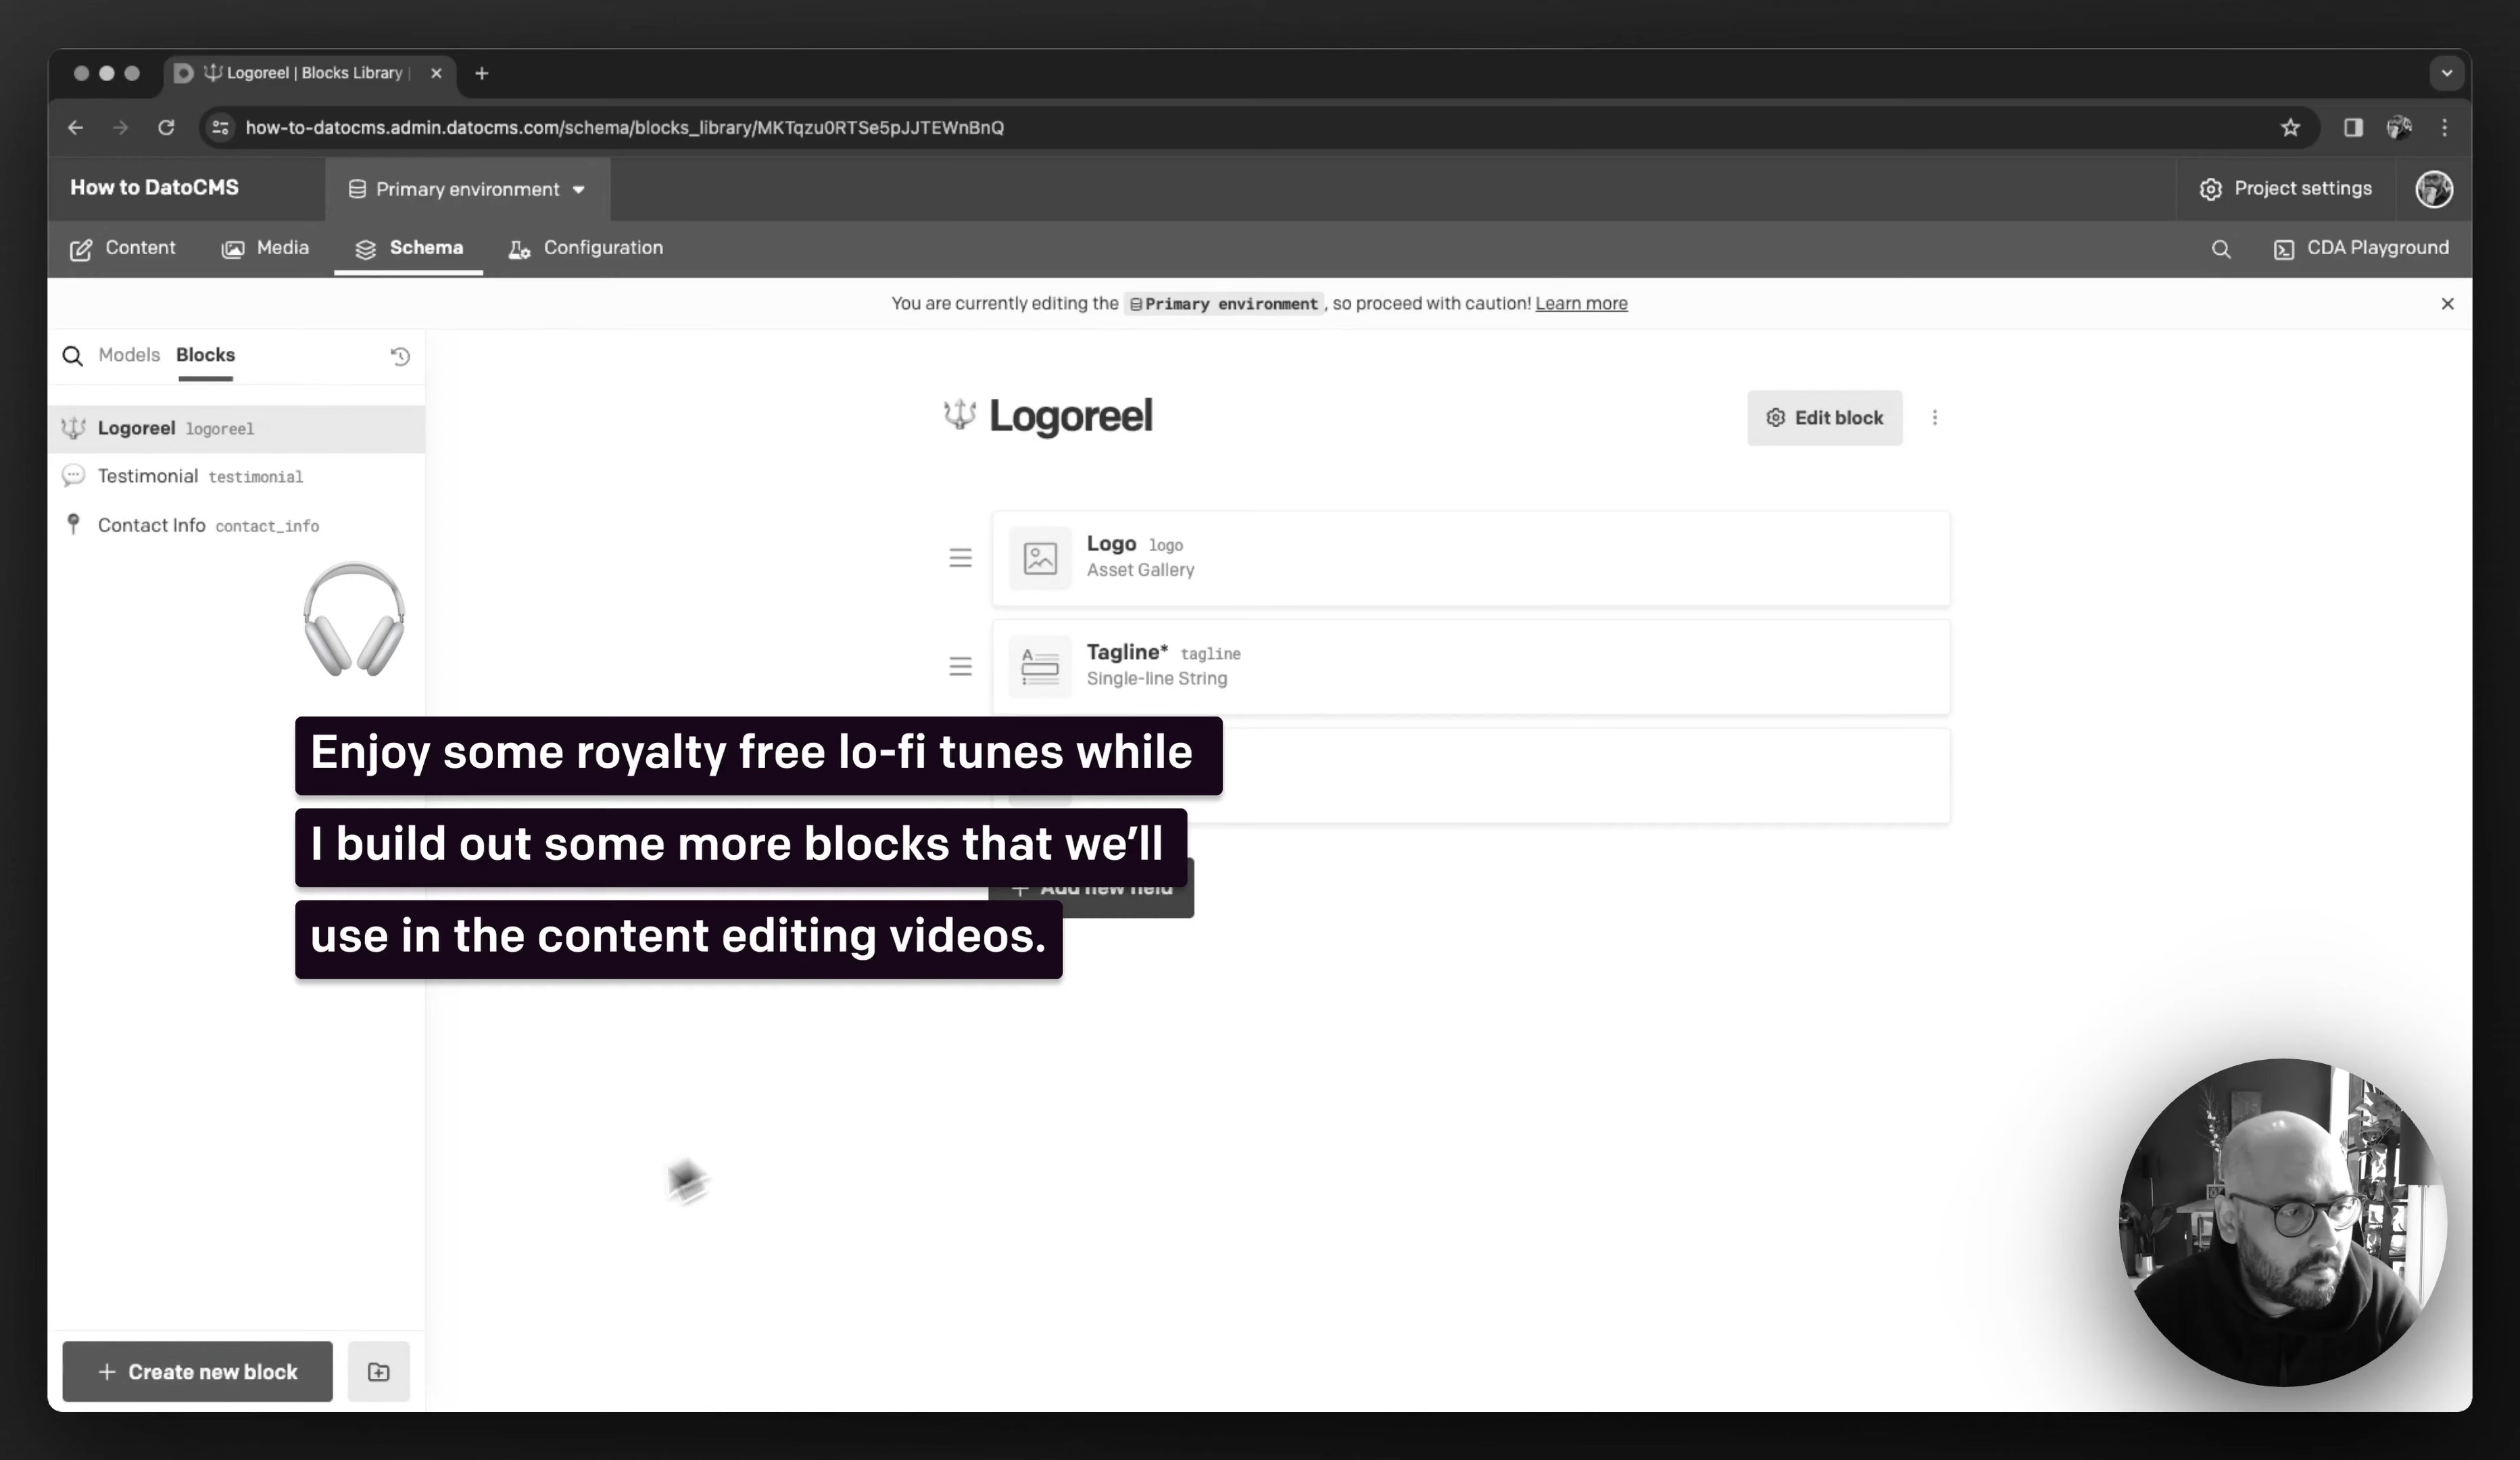 Logoreel | Blocks Library |
how-to-datocms.admin.datocms.com/schema/blocks_library/MKTqzu0RTSe5pJJTEWnBnQ
How to DatoCMS
Primary environment
Project settings
Content
Media
Schema
Configuration
CDA Playground
You are currently editing the Primary environment, so proceed with caution! Learn more
Models Blocks
Logoreel
Edit block
Logoreel logoreel
Testimonial testimonial
Contact Info contact_info
Logo logo
Asset Gallery
Tagline* tagline
Single-line String
Enjoy some royalty free lo-fi tunes while
I build out some more blocks that we’ll
+ Add new field
use in the content editing videos.
+ Create new block